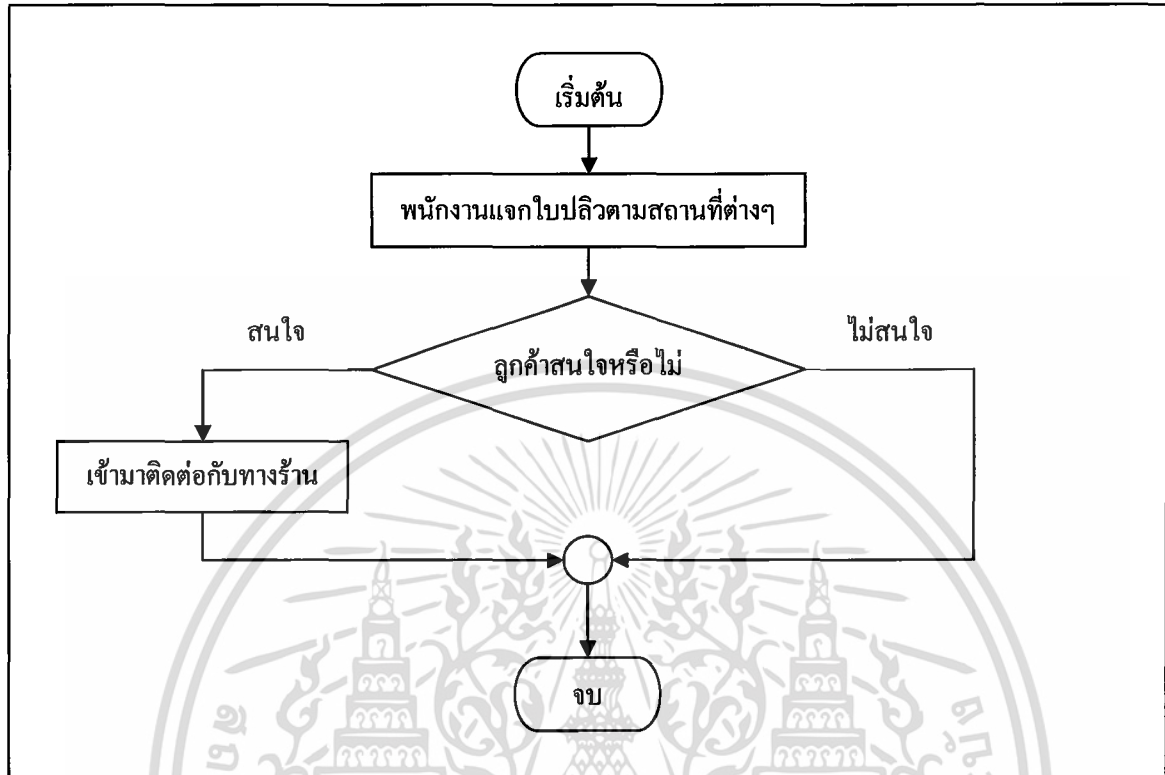 เริ่มต้น
พนักงานแจกใบปลิวตามสถานที่ต่างๆ
สนใจ
ไม่สนใจ
ลูกค้าสนใจหรือไม่
เข้ามาติดต่อกับทางร้าน
จบ